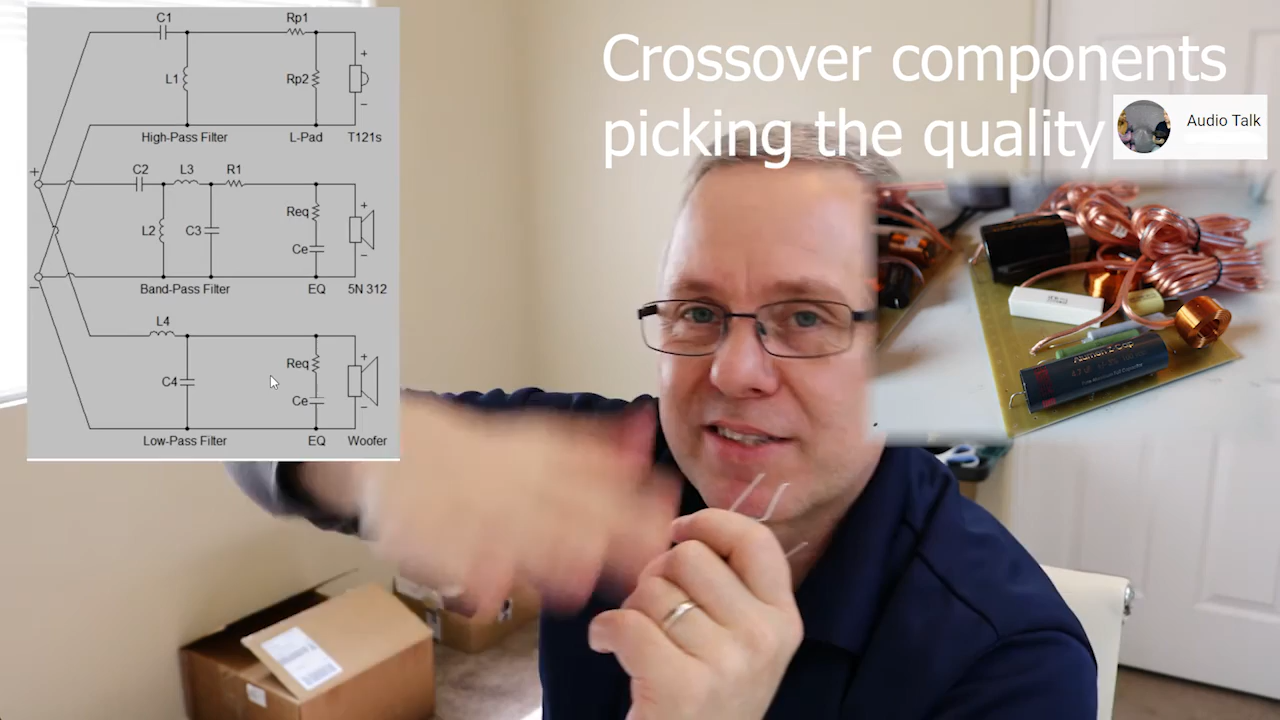 Crossover components
picking the quality
Audio Talk
C1
Rp1
L1
Rp2
High-Pass Filter
L-Pad
T121s
C2
L3
R1
+
Req
+
L2
C3
Ce
−
−
Band-Pass Filter
EQ
5N 312
L4
Req
+
C4
Ce
−
Low-Pass Filter
EQ
Woofer
Alumen Z-Cap